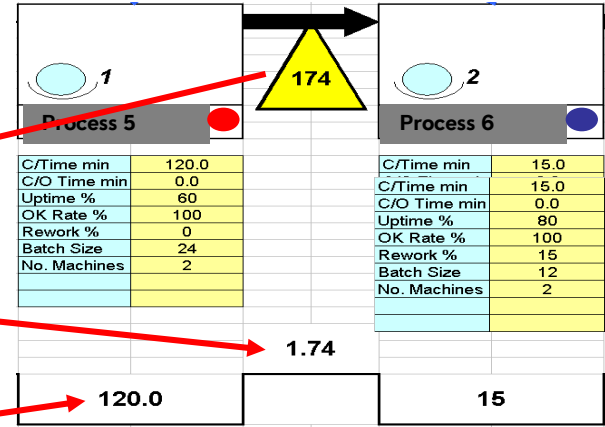 1
174
2
Process 5
Process 6
C/Time min 120.0
C/O Time min 0.0
Uptime % 60
OK Rate % 100
Rework % 0
Batch Size 24
No. Machines 2
C/Time min 15.0
C/Time min 15.0
C/O Time min 0.0
Uptime % 80
OK Rate % 100
Rework % 15
Batch Size 12
No. Machines 2
1.74
120.0
15